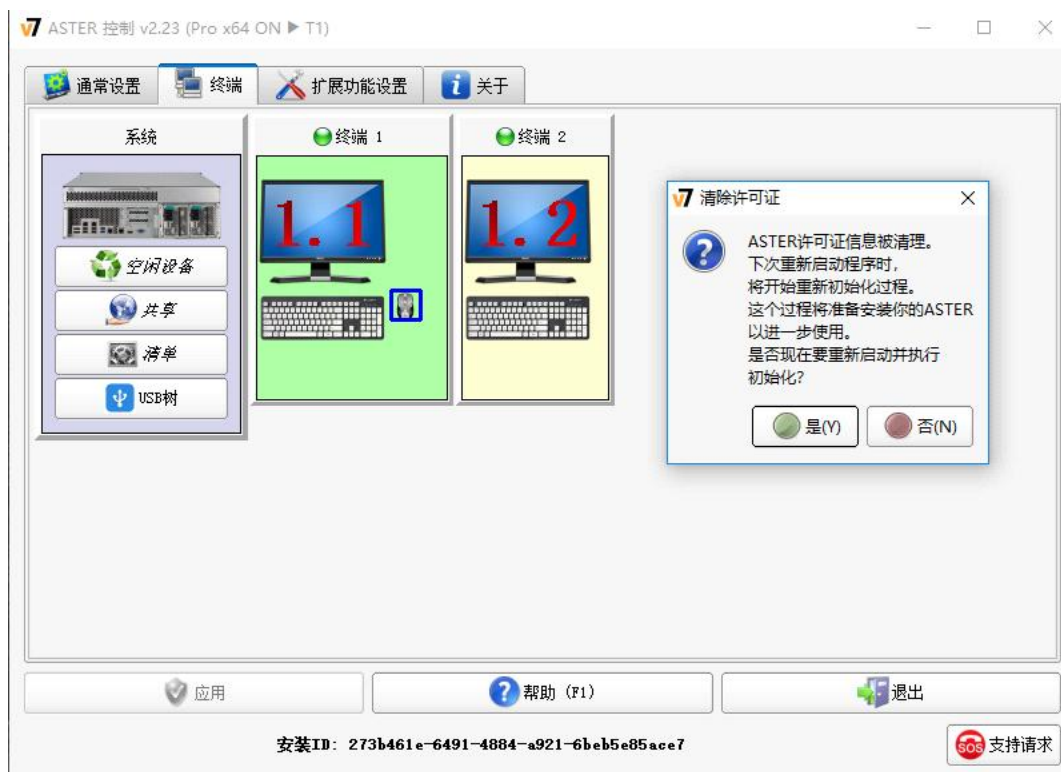 ASTER 控制 v2.23 (Pro x64 ON ▶ T1)
通常设置
终端
扩展功能设置
关于
系统
终端 1
终端 2
1.1
1.2
空闲设备
共享
清单
USB树
清除许可证
ASTER许可证信息被清理。
下次重新启动程序时,
将开始重新初始化过程。
这个过程将准备安装你的ASTER
以进一步使用。
是否现在要重新启动并执行
初始化?
是(Y)
否(N)
应用
帮助 (F1)
退出
安装ID: 273b461e-6491-4884-a921-6beb5e85ace7
SOS 支持请求